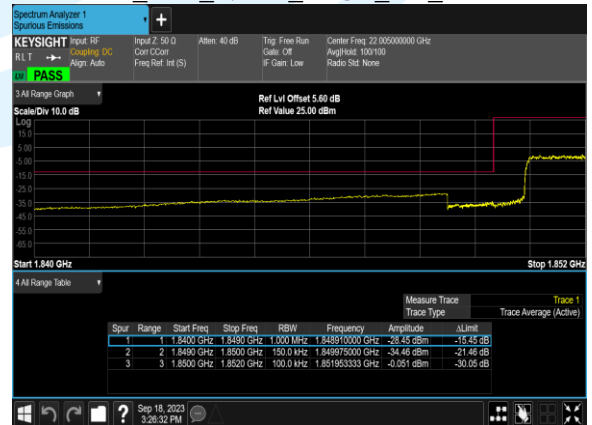 Spectrum Analyzer 1
Spurious Emissions
+
KEYSIGHT Input: RF Input Z: 50 Ω Atten: 40 dB Trig: Free Run Center Freq: 22.005000000 GHz
RLT Coupling: DC Corr CCorr Gate: Off Avg|Hold: 100/100
Align: Auto Freq Ref: Int (S) IF Gain: Low Radio Std: None
PASS
3 All Range Graph
Ref Lvl Offset 5.60 dB
Scale/Div 10.0 dB Ref Value 25.00 dBm
Log
15.0
5.00
-5.00
-15.0
-25.0
-35.0
-45.0
-55.0
-65.0
Start 1.840 GHz Stop 1.852 GHz
4 All Range Table
Measure Trace Trace 1
Trace Type Trace Average (Active)
Spur Range Start Freq Stop Freq RBW Frequency Amplitude ΔLimit
1 1 1.8400 GHz 1.8490 GHz 1.000 MHz 1.848910000 GHz -28.45 dBm -15.45 dB
2 2 1.8490 GHz 1.8500 GHz 150.0 kHz 1.849975000 GHz -34.46 dBm -21.46 dB
3 3 1.8500 GHz 1.8520 GHz 100.0 kHz 1.851953333 GHz -0.051 dBm -30.05 dB
? Sep 18, 2023
3:26:32 PM